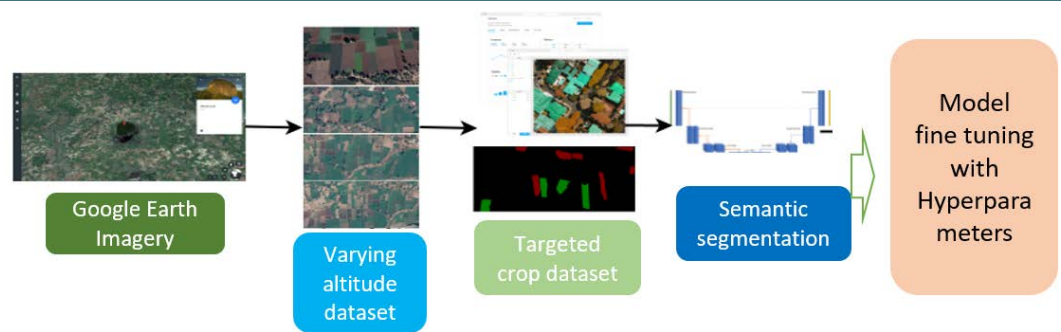 Google Earth
Imagery
Varying
altitude
dataset
Targeted
crop dataset
Semantic
segmentation
Model
fine tuning
with
Hyperpara
meters